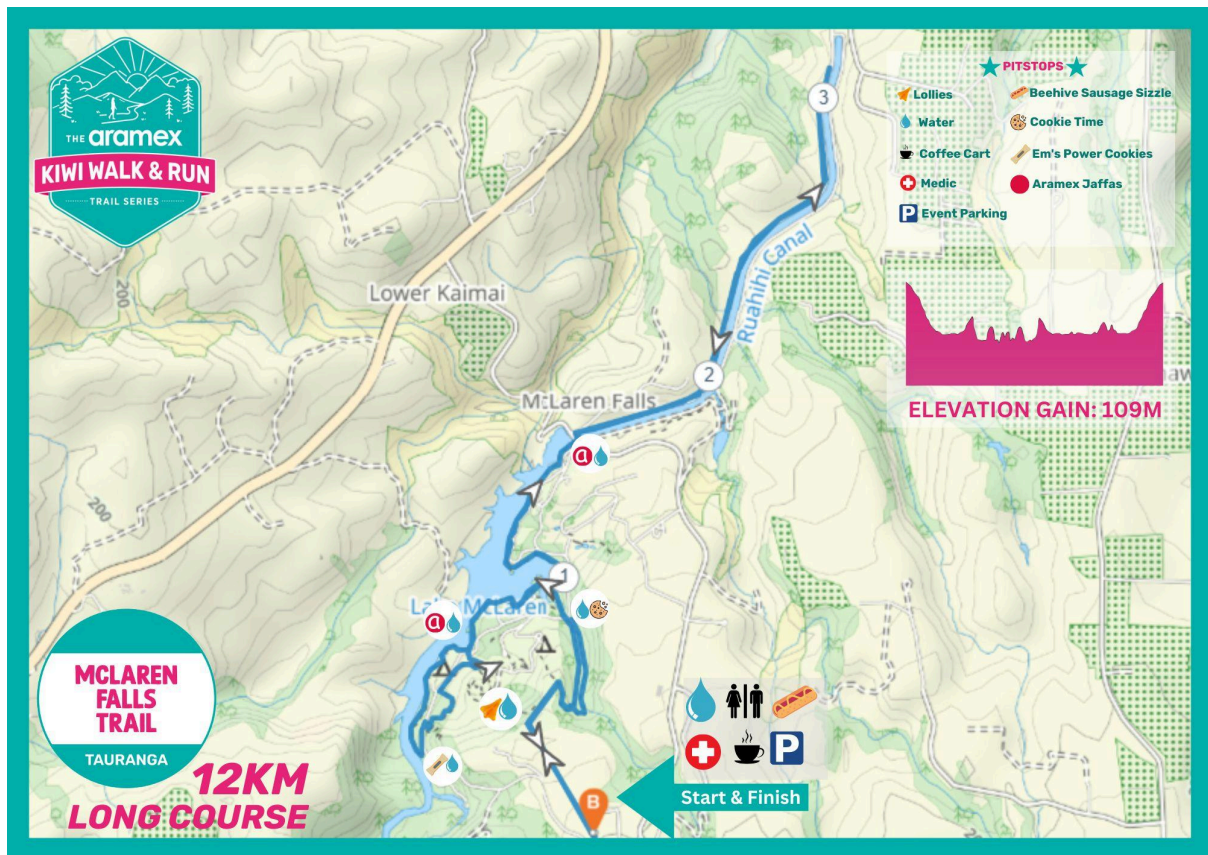 THE aramex
KIWI WALK & RUN
TRAIL SERIES
PITSTOPS
Lollies
Beehive Sausage Sizzle
Water
Cookie Time
Coffee Cart
Em's Power Cookies
Medic
Aramex Jaffas
P Event Parking
3
Ruahihi Canal
200
Lower Kaimai
2
McLaren Falls
ELEVATION GAIN: 109M
a
200
1
Lake McLaren
a
MCLAREN
FALLS
TRAIL
TAURANGA
12KM
LONG COURSE
P
Start & Finish
B